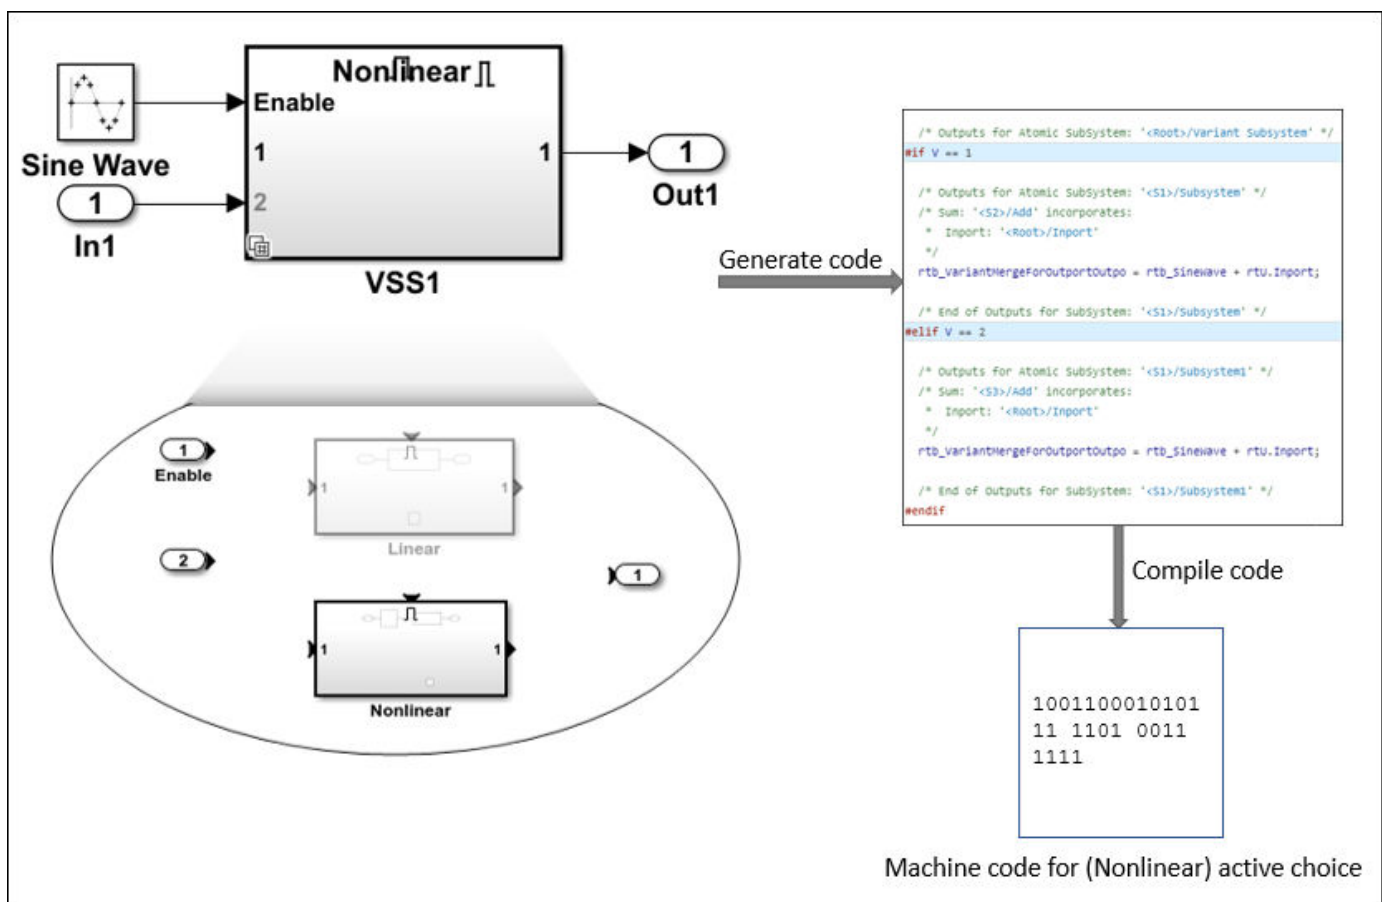 Nonlinear
Enable
1
1
2
Sine Wave
1
In1
1
Out1
VSS1
Generate code
/* Outputs for Atomic SubSystem: '<Root>/Variant Subsystem' */
#if V == 1
/* Outputs for Atomic SubSystem: '<S1>/Subsystem' */
/* Sum: '<S2>/Add' incorporates:
*  Inport: '<Root>/Inport'
*/
rtb_VariantMergeForOutportOutpo = rtb_SineWave + rtU.Inport;
/* End of Outputs for SubSystem: '<S1>/Subsystem' */
#elif V == 2
/* Outputs for Atomic SubSystem: '<S1>/Subsystem1' */
/* Sum: '<S3>/Add' incorporates:
*  Inport: '<Root>/Inport'
*/
rtb_VariantMergeForOutportOutpo = rtb_SineWave + rtU.Inport;
/* End of Outputs for SubSystem: '<S1>/Subsystem1' */
#endif
1
Enable
1
1
Linear
2
1
1
1
Nonlinear
Compile code
1001100010101
11 1101 0011
1111
Machine code for (Nonlinear) active choice